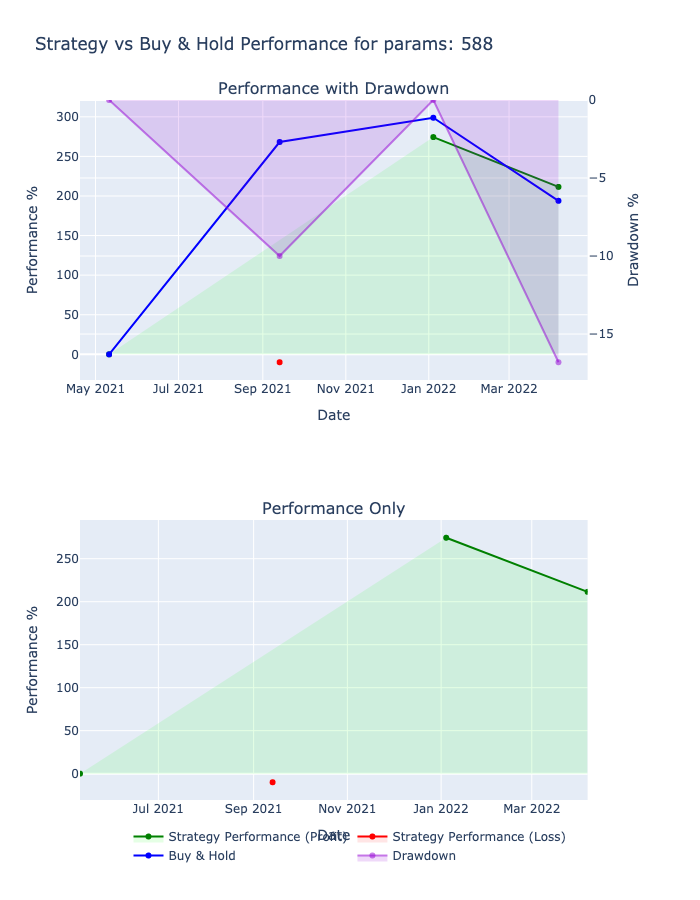 Strategy vs Buy & Hold Performance for params: 588
Performance with Drawdown
300
250
200
150
100
50
0
Performance %
0
−5
−10
−15
Drawdown %
May 2021 Jul 2021 Sep 2021 Nov 2021 Jan 2022 Mar 2022
Date
Performance Only
250
200
150
100
50
0
Performance %
Jul 2021 Sep 2021 Nov 2021 Jan 2022 Mar 2022
Date
Strategy Performance (Profit) Strategy Performance (Loss)
Buy & Hold Drawdown